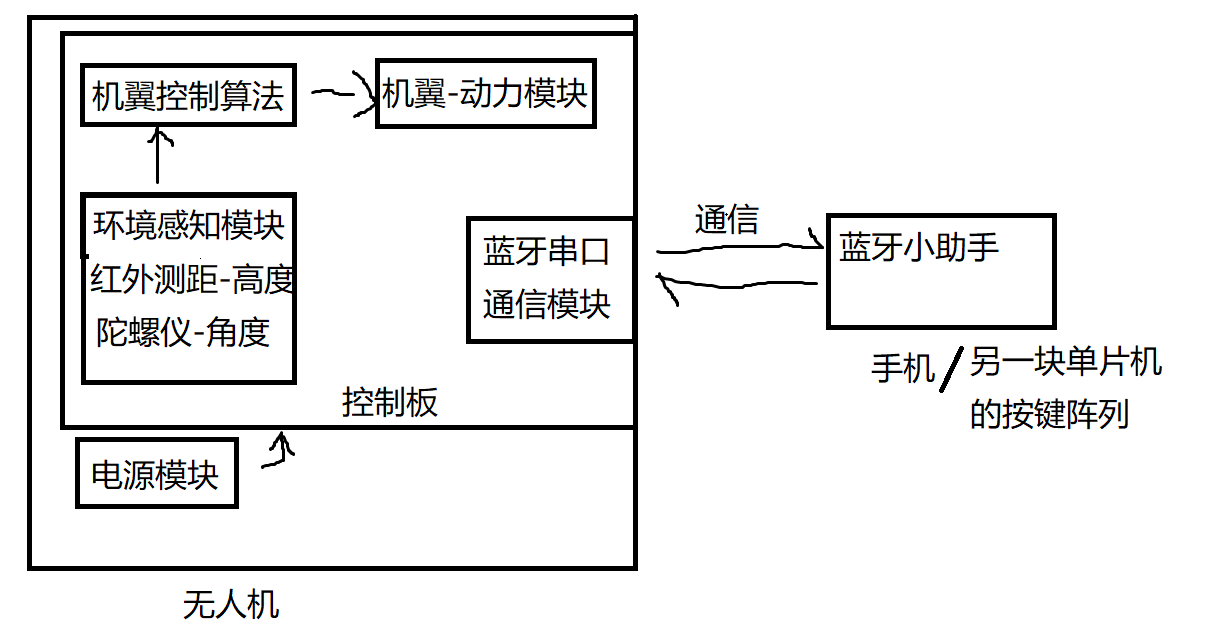 机翼控制算法
机翼-动力模块
环境感知模块
红外测距-高度
陀螺仪-角度
蓝牙串口
通信模块
通信
蓝牙小助手
手机/另一块单片机
的按键阵列
控制板
电源模块
无人机